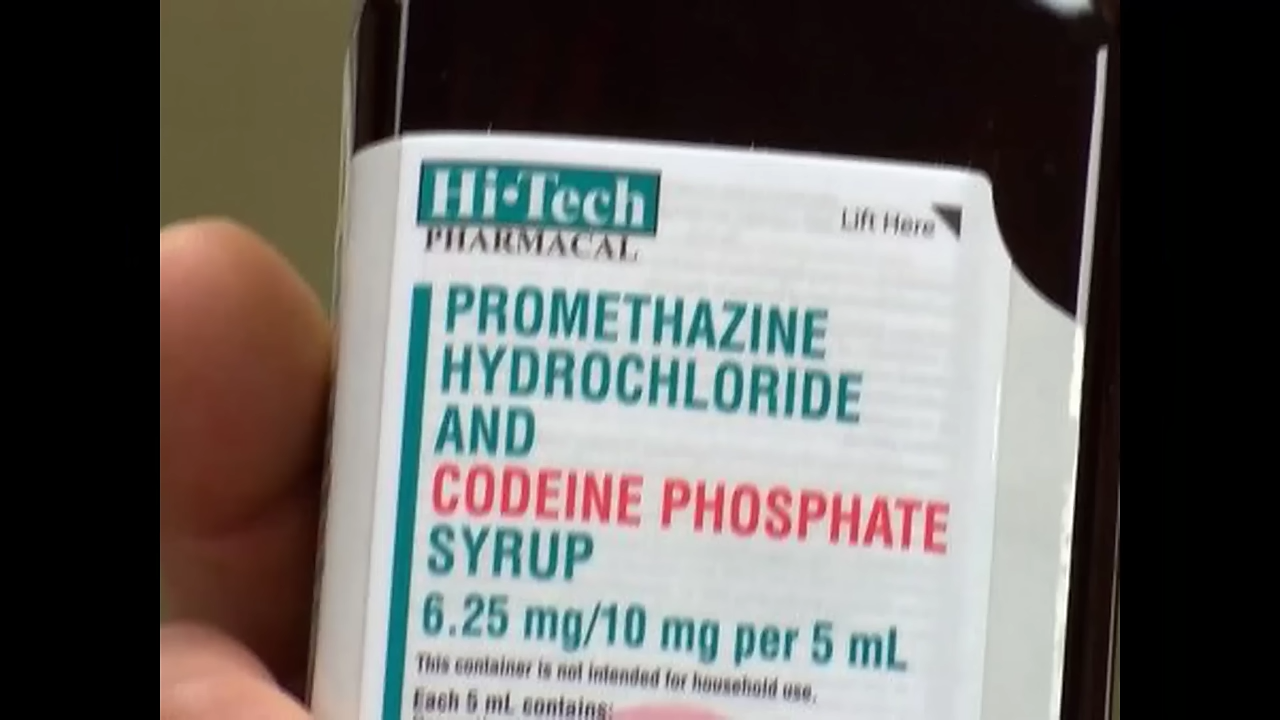 Hi•Tech
PHARMACAL
Lift Here
PROMETHAZINE
HYDROCHLORIDE
AND
CODEINE PHOSPHATE
SYRUP
6.25 mg/10 mg per 5 mL
This container is not intended for household use.
Each 5 mL contains: